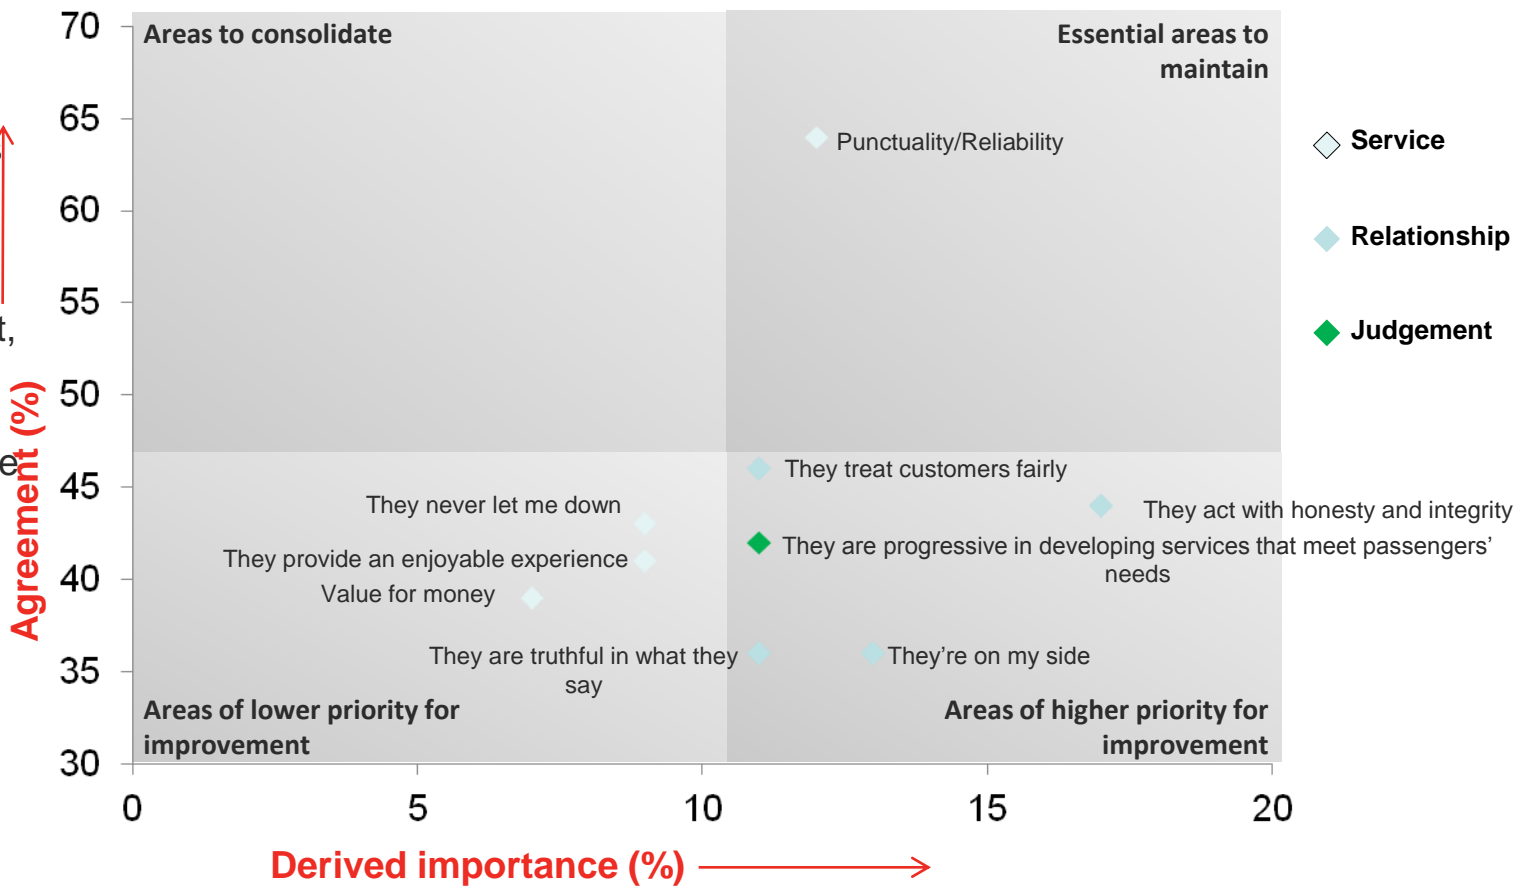 70
Areas to consolidate
Essential areas to
maintain
65
Punctuality/Reliability
Service
60
Relationship
55
Judgement
t,
50
Agreement (%)
e
45
They treat customers fairly
They never let me down
They act with honesty and integrity
They are progressive in developing services that meet passengers’
needs
They provide an enjoyable experience
40
Value for money
They are truthful in what they
say
They’re on my side
35
Areas of lower priority for
improvement
Areas of higher priority for
improvement
30
0
5
10
15
20
Derived importance (%)